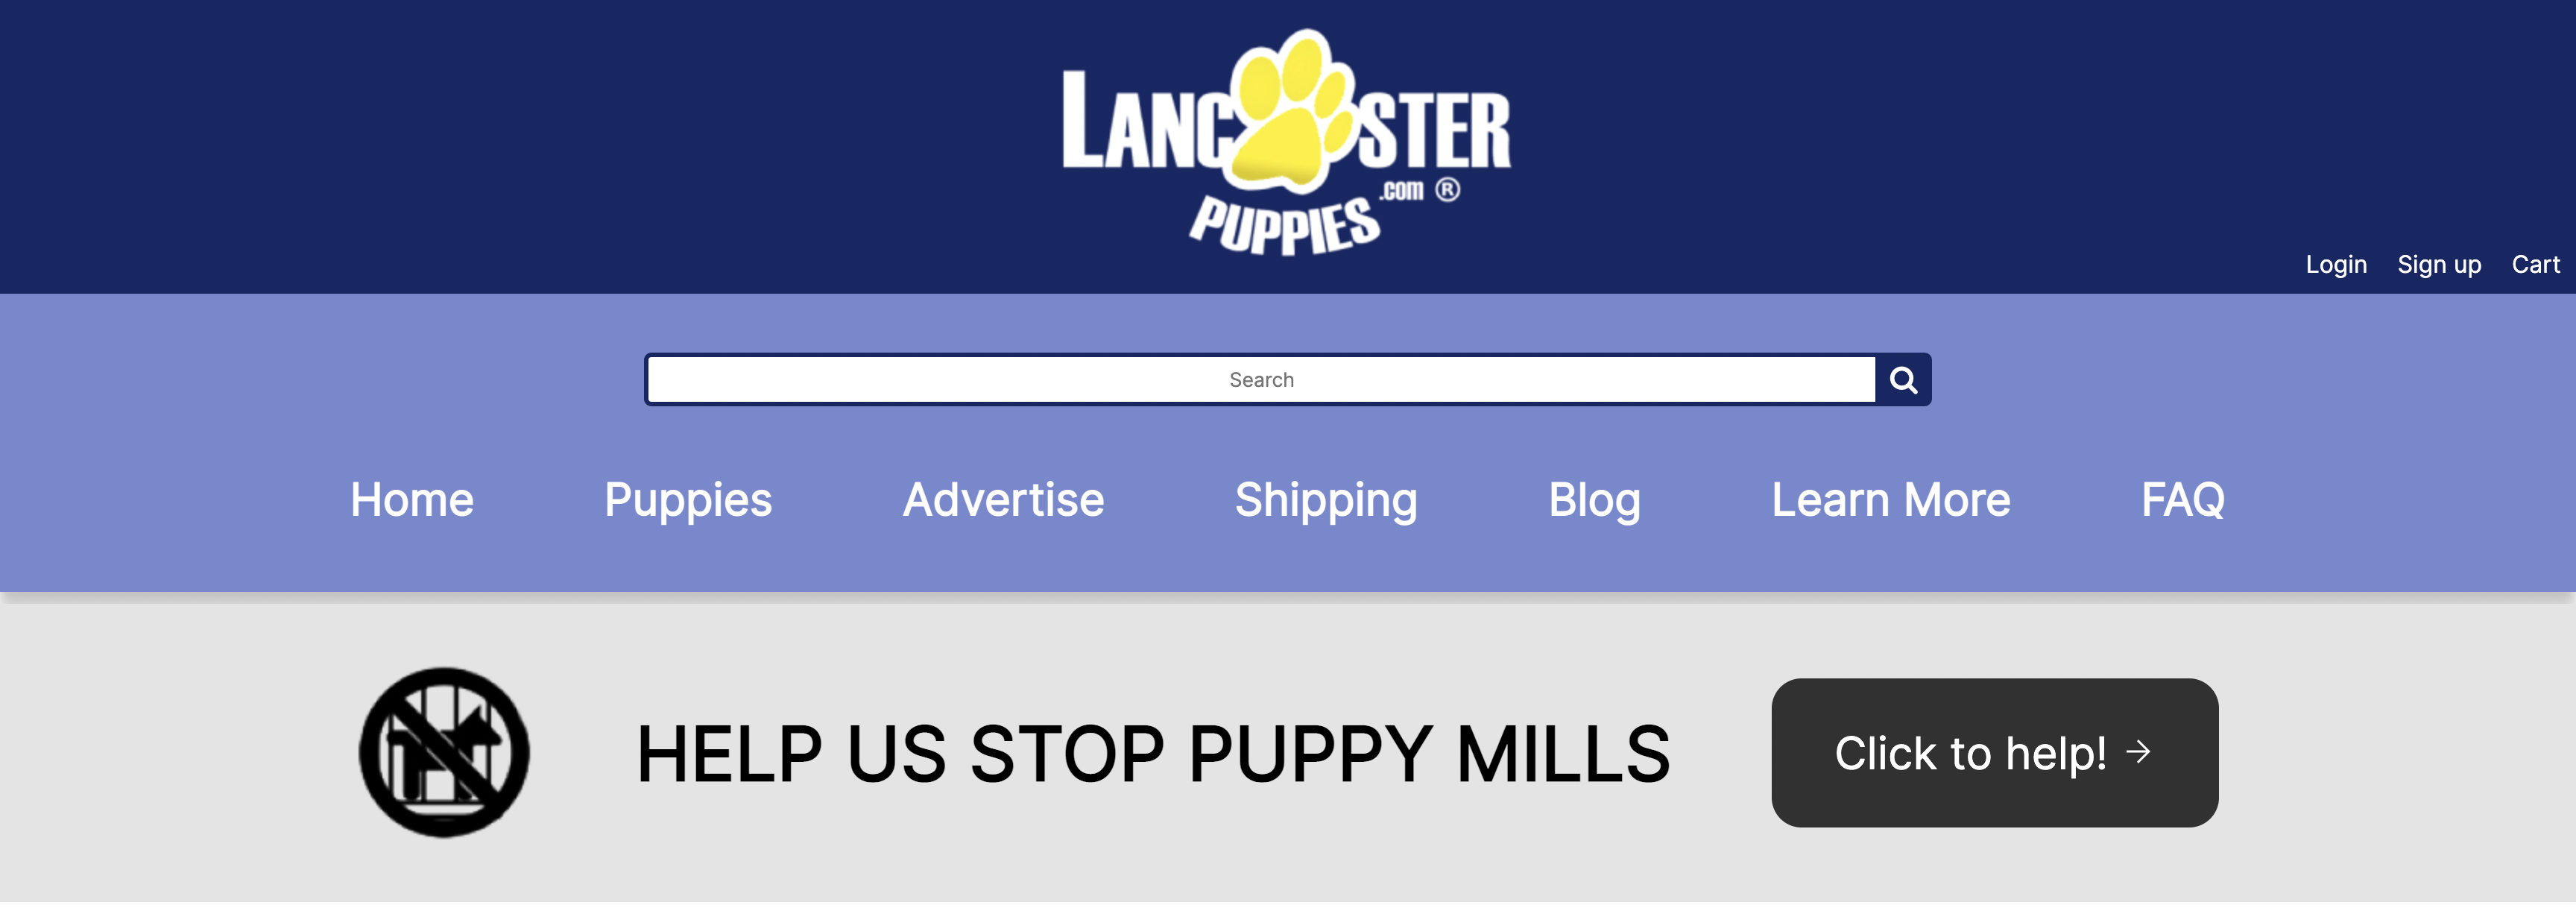 LANCASTER
.com ®
PUPPIES
Login Sign up Cart
Search
Home Puppies Advertise Shipping Blog Learn More FAQ
HELP US STOP PUPPY MILLS
Click to help! →